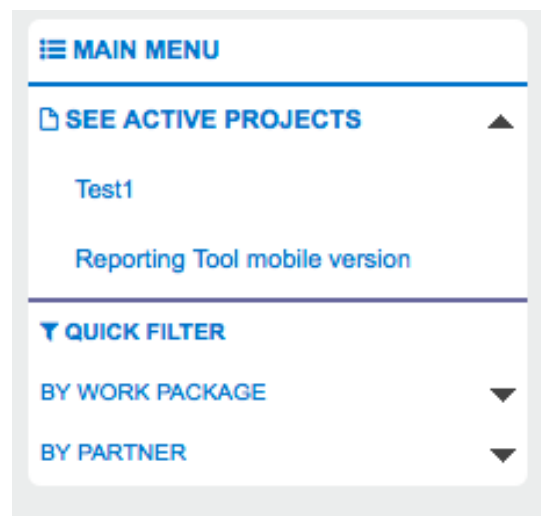 MAIN MENU
SEE ACTIVE PROJECTS
Test1
Reporting Tool mobile version
QUICK FILTER
BY WORK PACKAGE
BY PARTNER